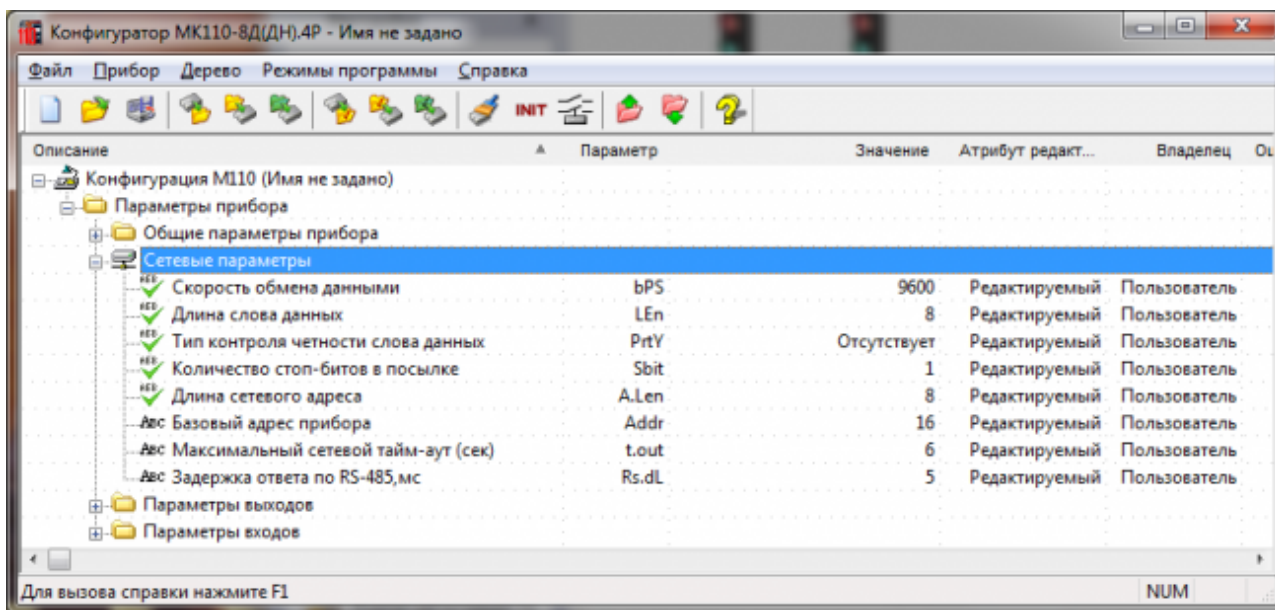 Конфигуратор МК110-8Д(ДН).4Р - Имя не задано
Файл Прибор Дерево Режимы программы Справка
INIT
Описание Параметр Значение Атрибут редакт... Владелец
Конфигурация М110 (Имя не задано)
Параметры прибора
Общие параметры прибора
Сетевые параметры
Скорость обмена данными bPS 9600 Редактируемый Пользователь
Длина слова данных LEn 8 Редактируемый Пользователь
Тип контроля четности слова данных PrtY Отсутствует Редактируемый Пользователь
Количество стоп-битов в посылке Sbit 1 Редактируемый Пользователь
Длина сетевого адреса A.Len 8 Редактируемый Пользователь
Abc Базовый адрес прибора Addr 16 Редактируемый Пользователь
Abc Максимальный сетевой тайм-аут (сек) t.out 6 Редактируемый Пользователь
Abc Задержка ответа по RS-485,мс Rs.dL 5 Редактируемый Пользователь
Параметры выходов
Параметры входов
Для вызова справки нажмите F1 NUM